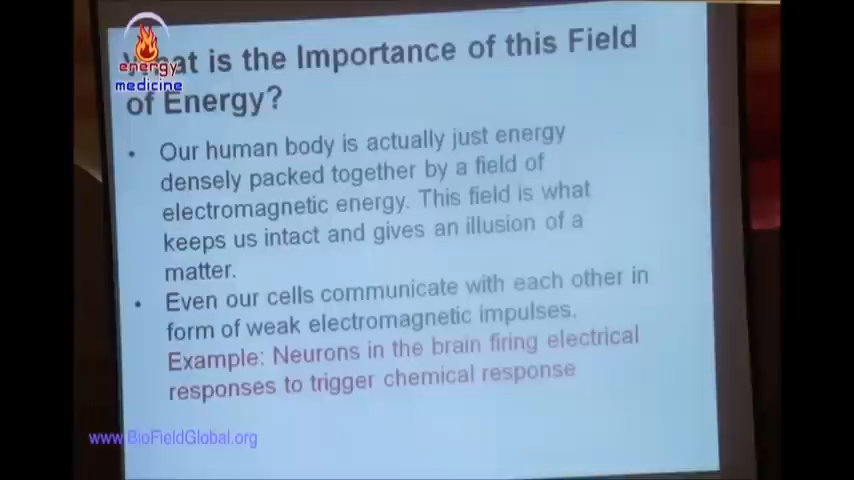 What is the Importance of this Field
of Energy?
energy
medicine
• Our human body is actually just energy
densely packed together by a field of
electromagnetic energy. This field is what
keeps us intact and gives an illusion of a
matter.
• Even our cells communicate with each other in
form of weak electromagnetic impulses.
Example: Neurons in the brain firing electrical
responses to trigger chemical response
www.BioFieldGlobal.org